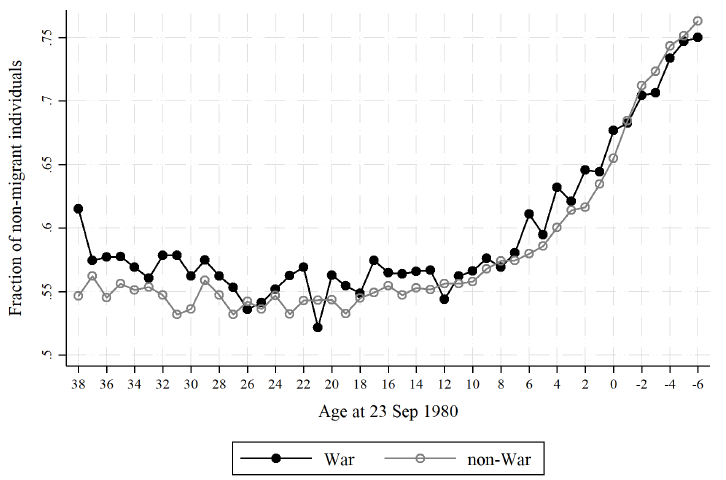 Fraction of non-migrant individuals
.75
.7
.65
.6
.55
.5
38 36 34 32 30 28 26 24 22 20 18 16 14 12 10 8 6 4 2 0 -2 -4 -6
Age at 23 Sep 1980
War non-War